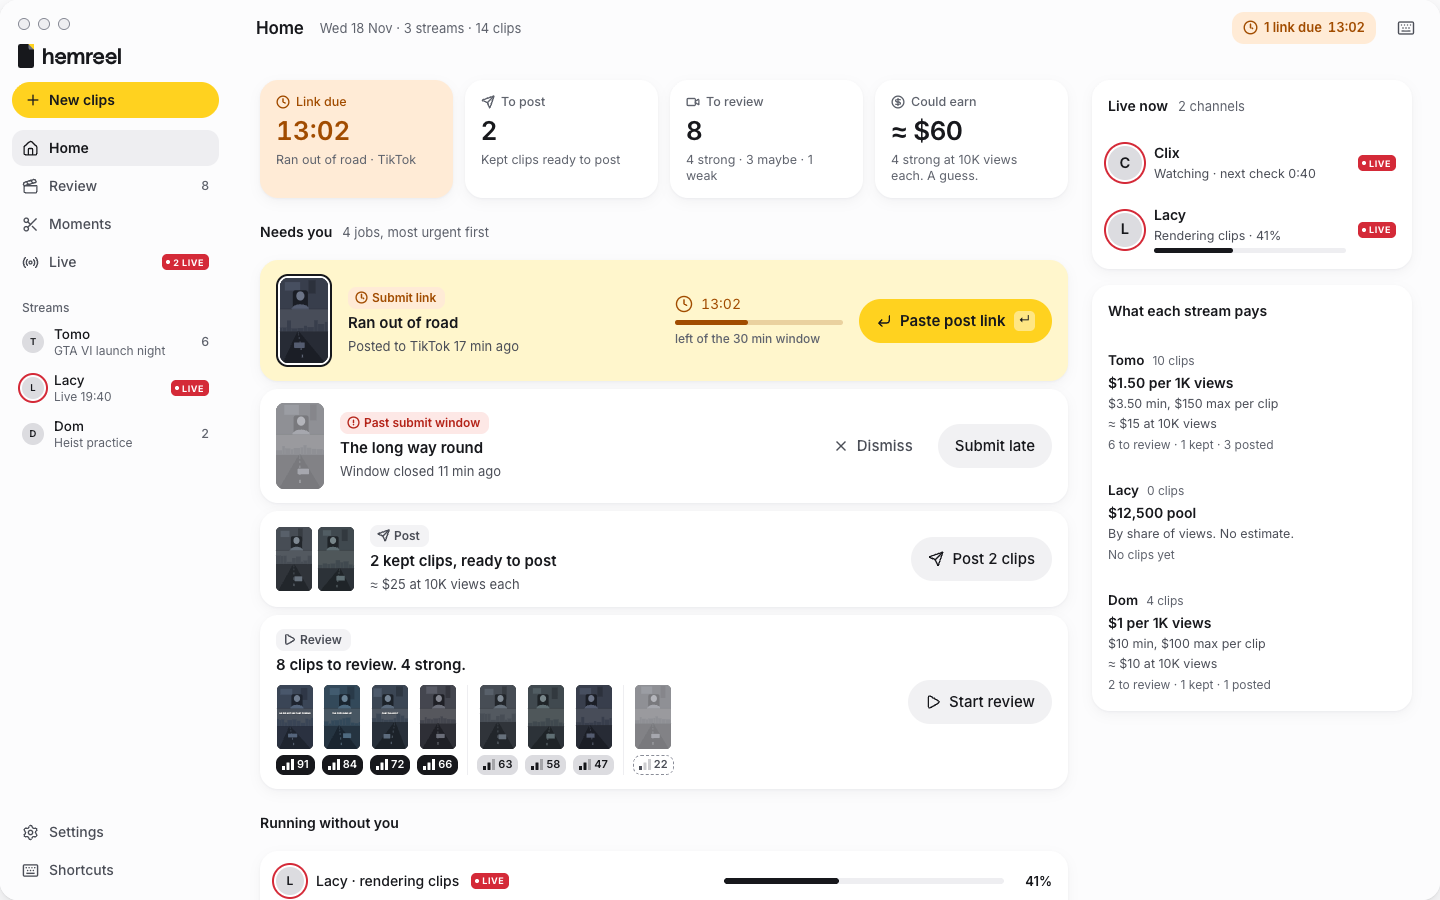 hemreel
New clips
Home
Review 8
Moments
Live
2 LIVE
Streams
T
Tomo
GTA VI launch night
6
L
Lacy
Live 19:40
LIVE
D
Dom
Heist practice
2
Settings
Shortcuts
Home
Wed 18 Nov · 3 streams · 14 clips
1 link due 13:02
Link due
13:02
Ran out of road · TikTok
To post
2
Kept clips ready to post
To review
8
4 strong · 3 maybe · 1
weak
Could earn
≈ $60
4 strong at 10K views
each. A guess.
Needs you
4 jobs, most urgent first
Submit link
Ran out of road
Posted to TikTok 17 min ago
13:02
left of the 30 min window
Paste post link
Past submit window
The long way round
Window closed 11 min ago
Dismiss
Submit late
Post
2 kept clips, ready to post
≈ $25 at 10K views each
Post 2 clips
Review
8 clips to review. 4 strong.
91 84 72 66 63 58 47 22
Start review
Running without you
L
Lacy · rendering clips
LIVE
41%
Live now
2 channels
C
Clix
Watching · next check 0:40
LIVE
L
Lacy
Rendering clips · 41%
LIVE
What each stream pays
Tomo 10 clips
$1.50 per 1K views
$3.50 min, $150 max per clip
≈ $15 at 10K views
6 to review · 1 kept · 3 posted
Lacy 0 clips
$12,500 pool
By share of views. No estimate.
No clips yet
Dom 4 clips
$1 per 1K views
$10 min, $100 max per clip
≈ $10 at 10K views
2 to review · 1 kept · 1 posted